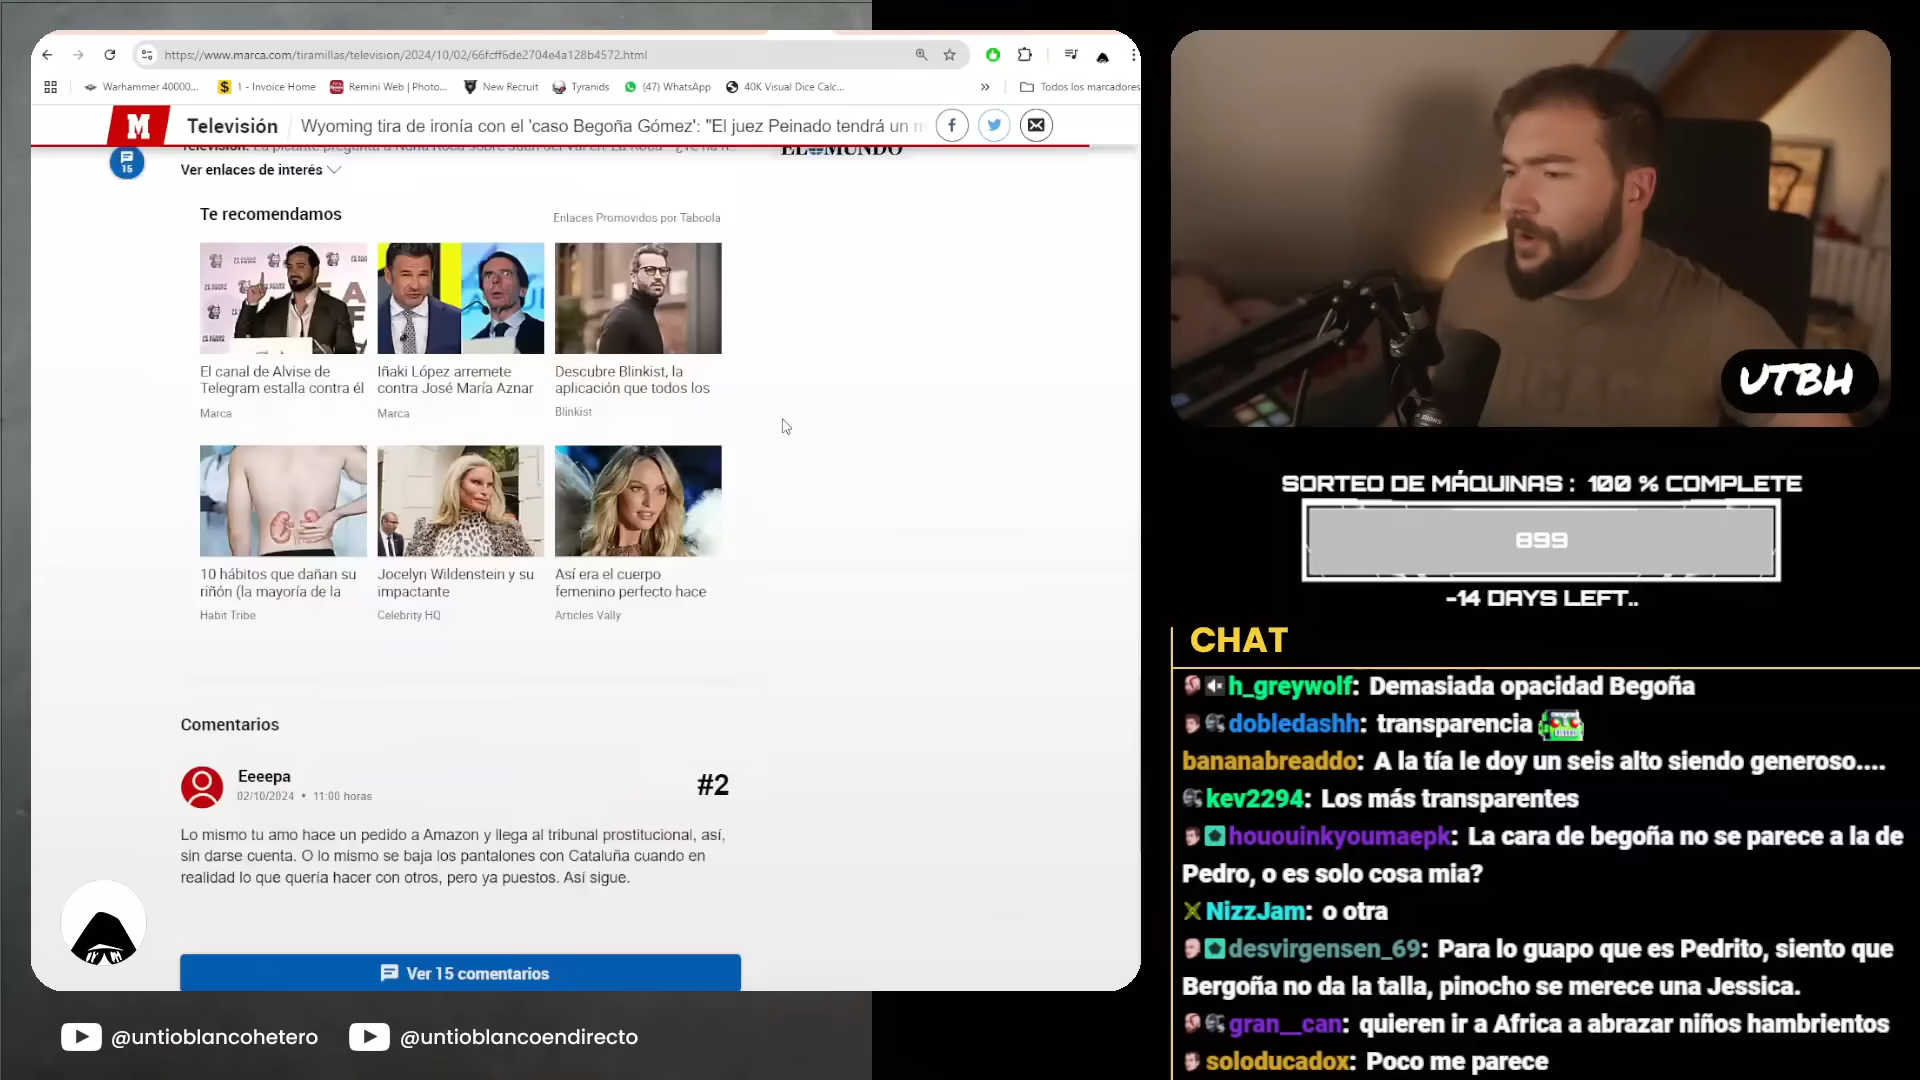 https://www.marca.com/tiramillas/television/2024/10/02/66fcff6de2704e4a128b4572.html
Warhammer 40000...
1 - Invoice Home
Remini Web | Photo...
New Recruit
Tyranids
(47) WhatsApp
40K Visual Dice Calc...
»
Todos los marcadores
M
Televisión
Wyoming tira de ironía con el 'caso Begoña Gómez': "El juez Peinado tendrá un m
EL MUNDO
15
Ver enlaces de interés
Te recomendamos
Enlaces Promovidos por Taboola
El canal de Alvise de
Telegram estalla contra él
Marca
Iñaki López arremete
contra José María Aznar
Marca
Descubre Blinkist, la
aplicación que todos los
Blinkist
10 hábitos que dañan su
riñón (la mayoría de la
Habit Tribe
Jocelyn Wildenstein y su
impactante
Celebrity HQ
Así era el cuerpo
femenino perfecto hace
Articles Vally
Comentarios
Eeeepa
#2
02/10/2024 • 11:00 horas
Lo mismo tu amo hace un pedido a Amazon y llega al tribunal prostitucional, así,
sin darse cuenta. O lo mismo se baja los pantalones con Cataluña cuando en
realidad lo que quería hacer con otros, pero ya puestos. Así sigue.
Ver 15 comentarios
@untioblancohetero
@untioblancoendirecto
UTBH
SORTEO DE MÁQUINAS : 100 % COMPLETE
899
-14 DAYS LEFT..
CHAT
h_greywolf: Demasiada opacidad Begoña
dobledashh: transparencia
bananabreaddo: A la tía le doy un seis alto siendo generoso....
kev2294: Los más transparentes
hououinkyoumaepk: La cara de begoña no se parece a la de
Pedro, o es solo cosa mia?
NizzJam: o otra
desvirgensen_69: Para lo guapo que es Pedrito, siento que
Bergoña no da la talla, pinocho se merece una Jessica.
gran__can: quieren ir a Africa a abrazar niños hambrientos
soloducadox: Poco me parece